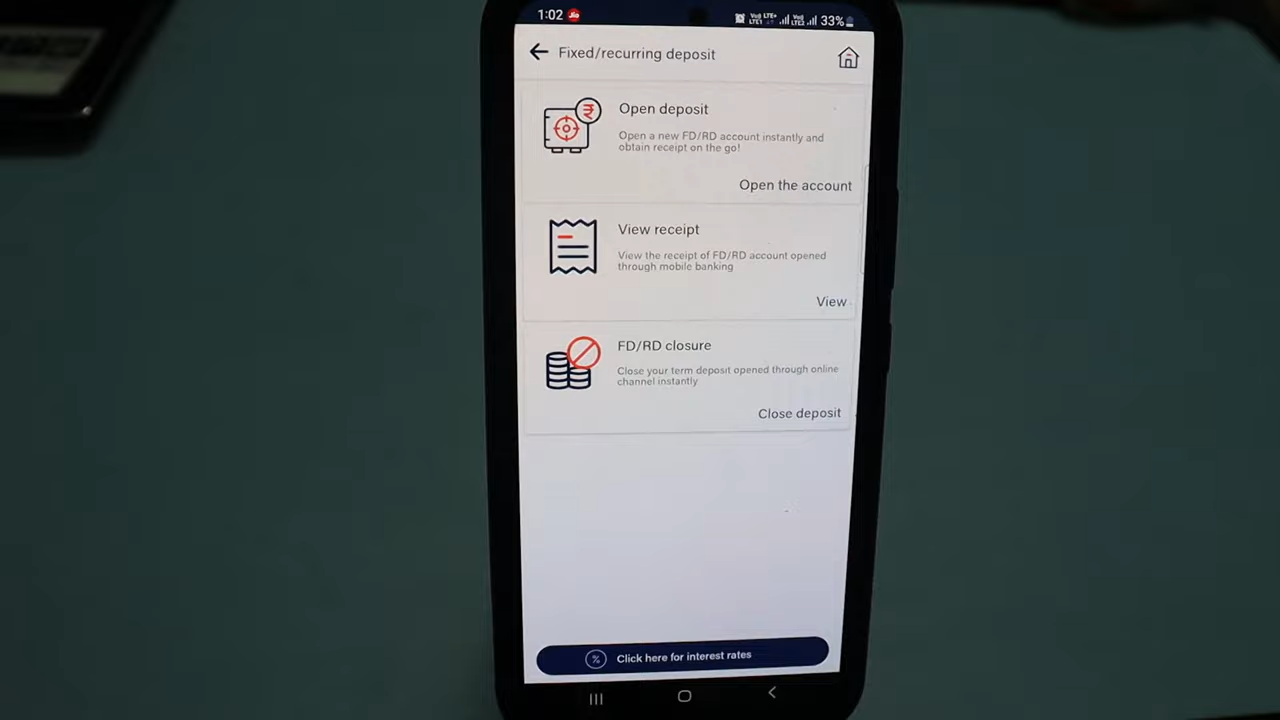 1:02 Jio 33%
Fixed/recurring deposit
Open deposit
Open a new FD/RD account instantly and
obtain receipt on the go!
Open the account
View receipt
View the receipt of FD/RD account opened
through mobile banking
View
FD/RD closure
Close your term deposit opened through online
channel instantly
Close deposit
% Click here for interest rates